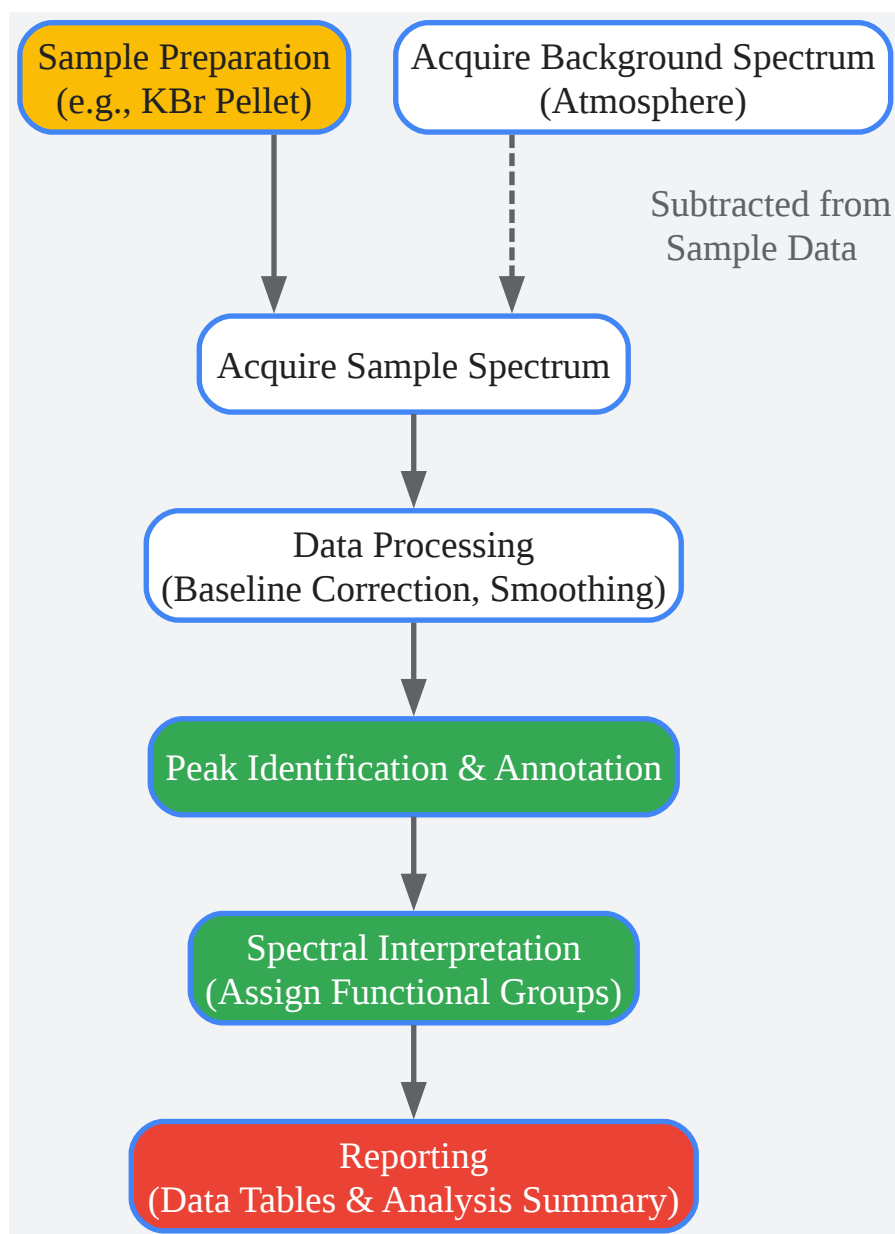 Sample Preparation
(e.g., KBr Pellet)
Acquire Background Spectrum
(Atmosphere)
Subtracted from
Sample Data
Acquire Sample Spectrum
Data Processing
(Baseline Correction, Smoothing)
Peak Identification & Annotation
Spectral Interpretation
(Assign Functional Groups)
Reporting
(Data Tables & Analysis Summary)